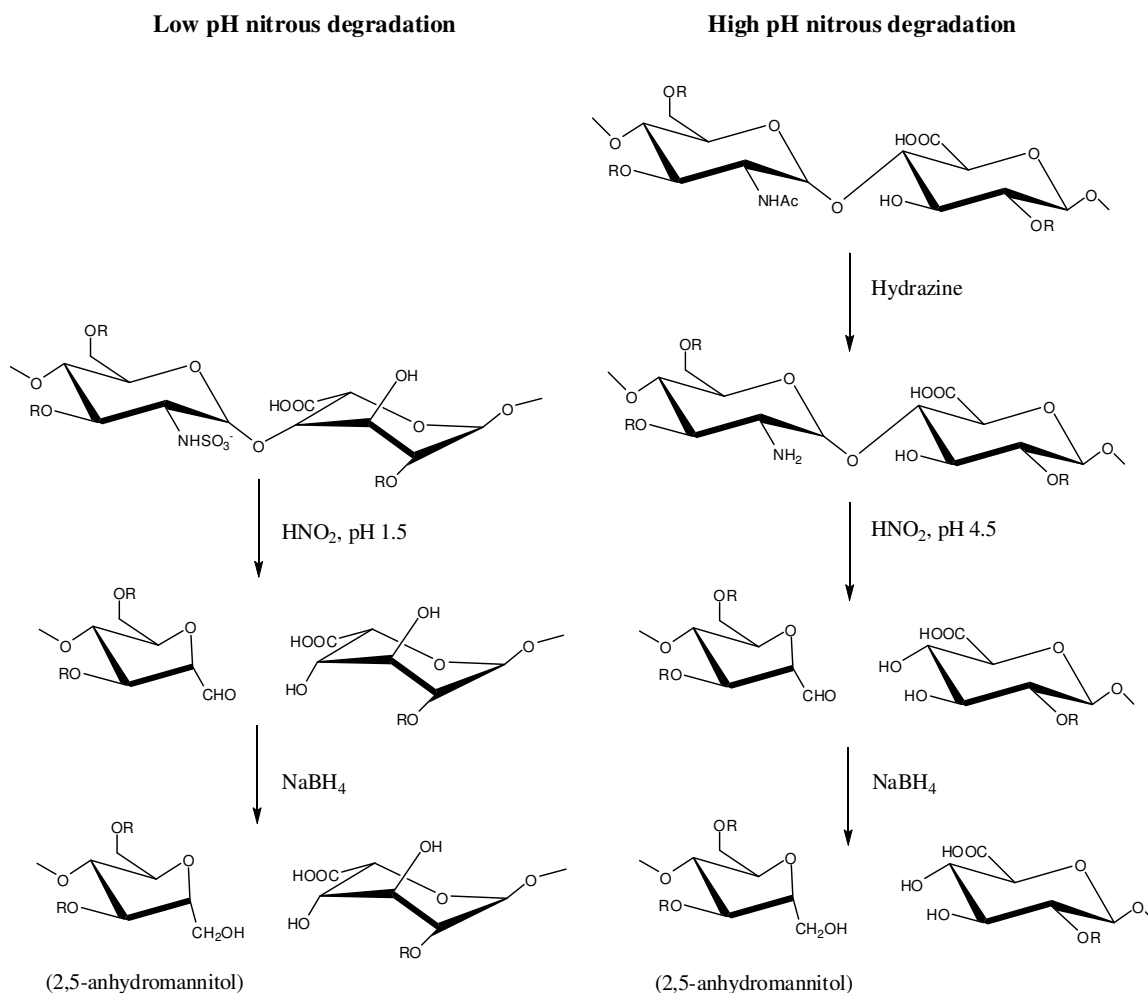 Low pH nitrous degradation
High pH nitrous degradation
OR
O
O
RO
NHAc
O
HOOC
O
HO
OR
O
Hydrazine
OR
O
O
RO
NH2
O
HOOC
O
HO
OR
O
OR
O
O
RO
NHSO3-
O
HOOC
OH
O
O
RO
HNO2, pH 1.5
HNO2, pH 4.5
OR
O
O
RO
CHO
HOOC
OH
O
O
HO
RO
OR
O
O
RO
CHO
HOOC
O
HO
HO
OR
O
NaBH4
NaBH4
OR
O
O
RO
CH2OH
HOOC
OH
O
O
HO
RO
OR
O
O
RO
CH2OH
HOOC
O
HO
HO
OR
O
(2,5-anhydromannitol)
(2,5-anhydromannitol)